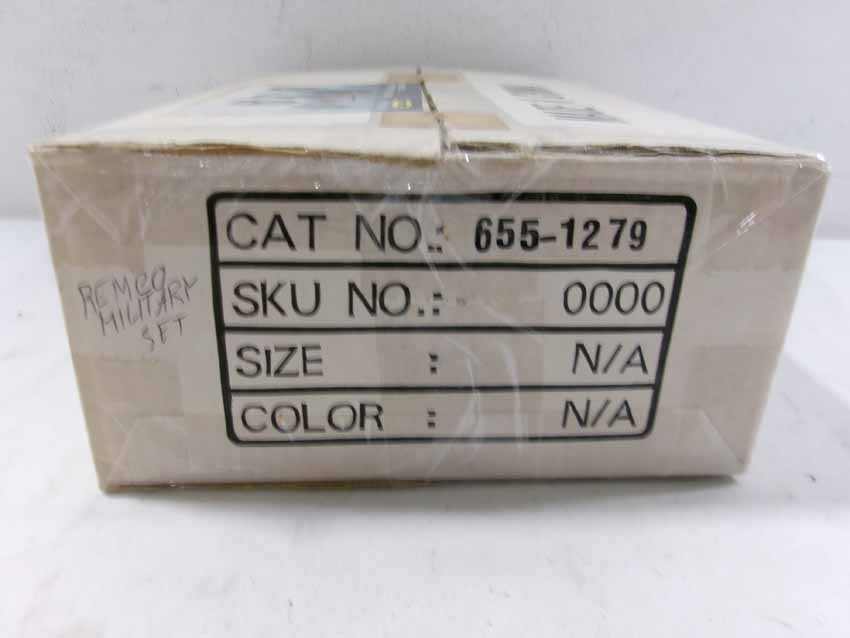 CAT NO.: 655-1279
SKU NO.: 0000
SIZE : N/A
COLOR : N/A
REMCO
MILITARY
SET